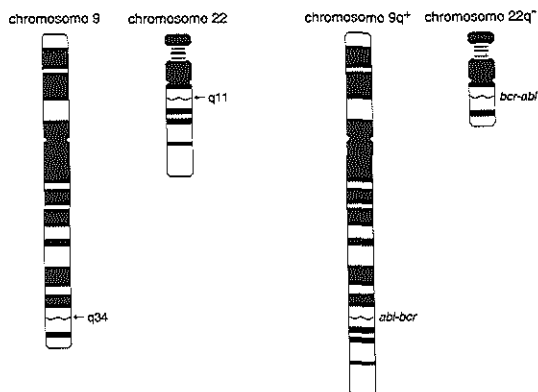 chromosome 9
chromosome 22
chromosome 9q+
chromosome 22q-
q11
bcr-abl
q34
abl-bcr